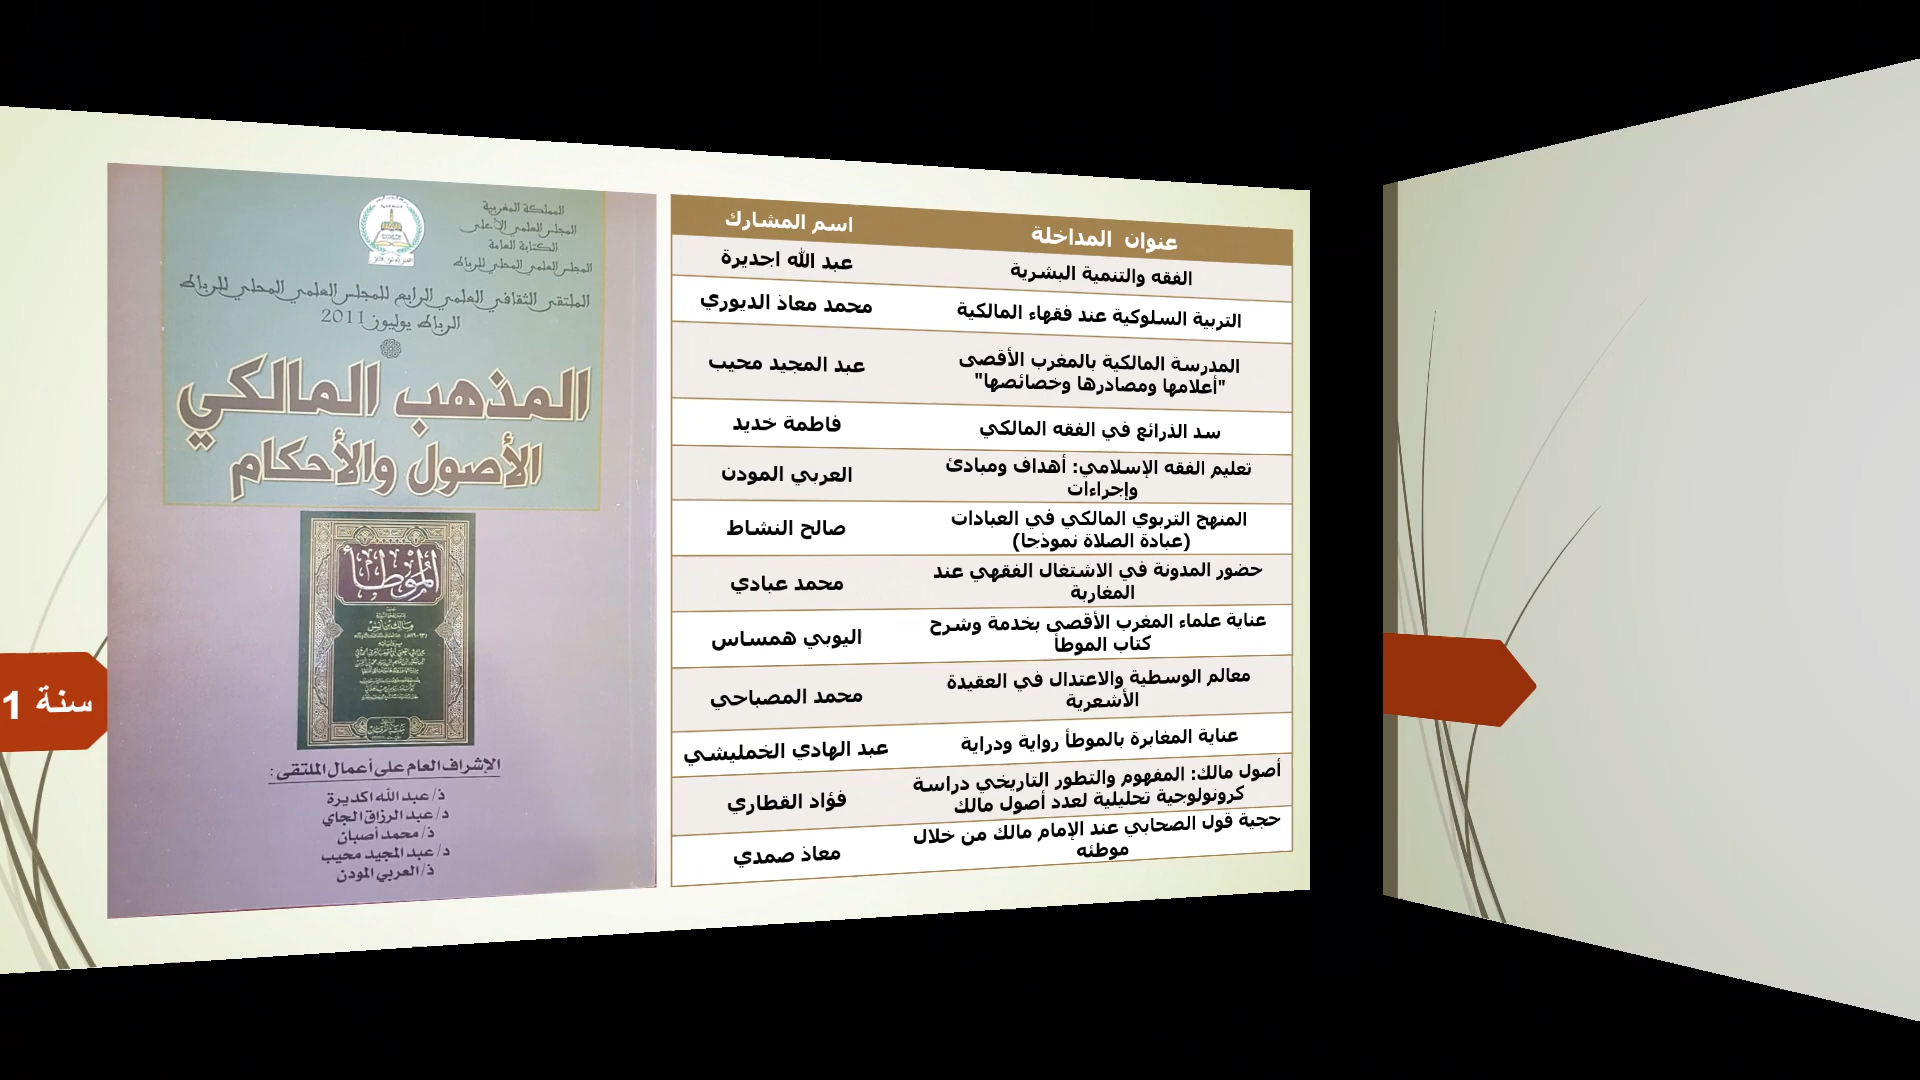 المملكة المغربية
المجلس العلمي الأعلى
الكتابة العامة
المجلس العلمي المحلي للرباط
الملتقى الثقافي العلمي الرابع للمجلس العلمي المحلي للرباط
الرباط يوليوز 2011
المذهب المالكي
الأصول والأحكام
الموطأ
مالك بن أنس
الإشراف العام على أعمال الملتقى :
ذ/ عبد الله اكديرة
د/ عبد الرزاق الجاي
ذ/ محمد أصبان
د/ عبد المجيد محيب
ذ/ العربي المودن
سنة 1
عنوان المداخلة اسم المشارك
الفقه والتنمية البشرية عبد الله اجديرة
التربية السلوكية عند فقهاء المالكية محمد معاذ الديوري
المدرسة المالكية بالمغرب الأقصى
"أعلامها ومصادرها وخصائصها" عبد المجيد محيب
سد الذرائع في الفقه المالكي فاطمة خديد
تعليم الفقه الإسلامي: أهداف ومبادئ
وإجراءات العربي المودن
المنهج التربوي المالكي في العبادات
(عبادة الصلاة نموذجا) صالح النشاط
حضور المدونة في الاشتغال الفقهي عند
المغاربة محمد عبادي
عناية علماء المغرب الأقصى بخدمة وشرح
كتاب الموطأ اليوبي همساس
معالم الوسطية والاعتدال في العقيدة
الأشعرية محمد المصباحي
عناية المغابرة بالموطأ رواية ودراية عبد الهادي الخمليشي
أصول مالك: المفهوم والتطور التاريخي دراسة
كرونولوجية تحليلية لعدد أصول مالك فؤاد القطاري
حجية قول الصحابي عند الإمام مالك من خلال
موطئه معاذ صمدي